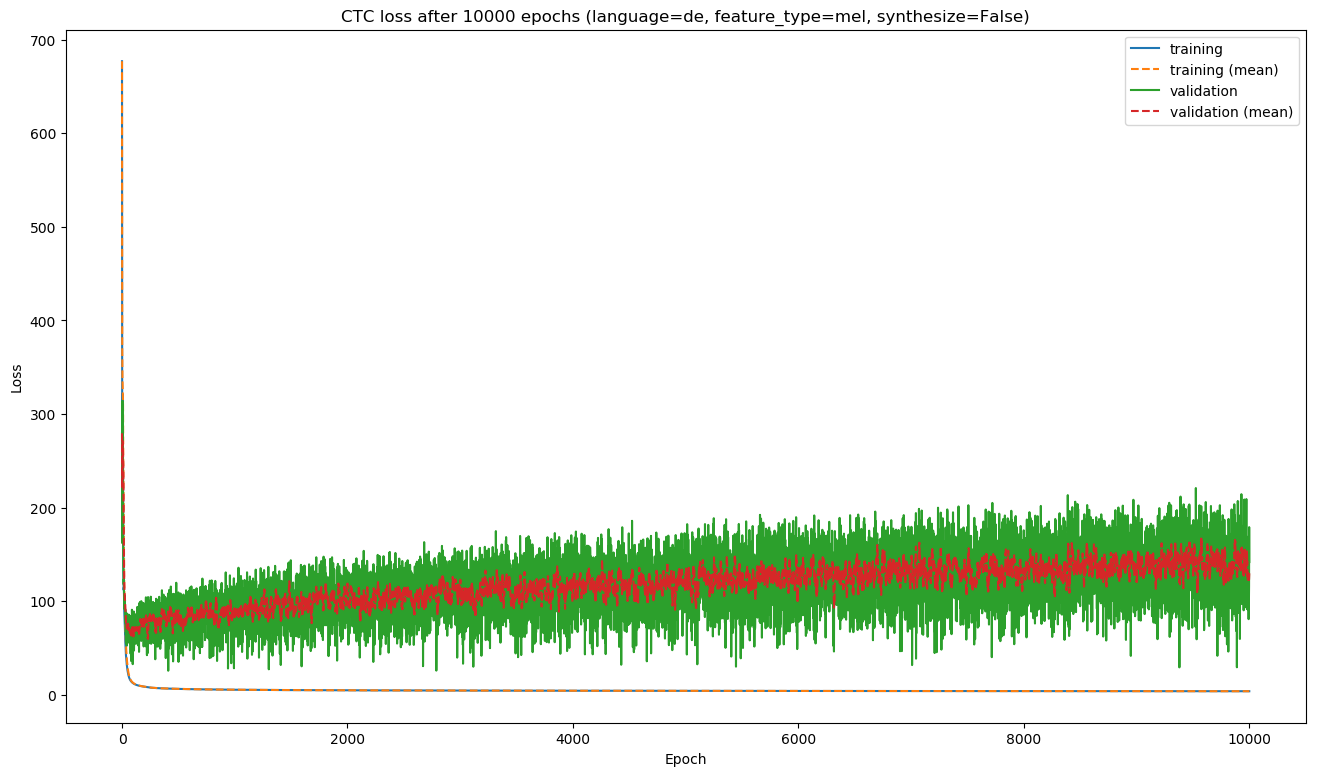 CTC loss after 10000 epochs (language=de, feature_type=mel, synthesize=False)
700
600
500
400
300
200
100
0
Loss
training
training (mean)
validation
validation (mean)
0 2000 4000 6000 8000 10000
Epoch